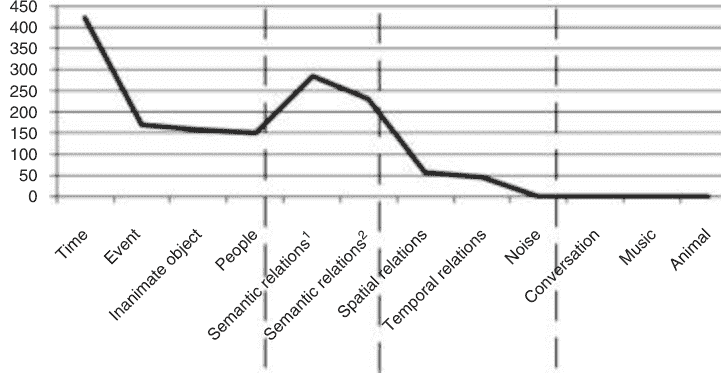 450
400
350
300
250
200
150
100
50
0
Time
Event
Inanimate object
People
Semantic relations¹
Semantic relations²
Spatial relations
Temporal relations
Noise
Conversation
Music
Animal